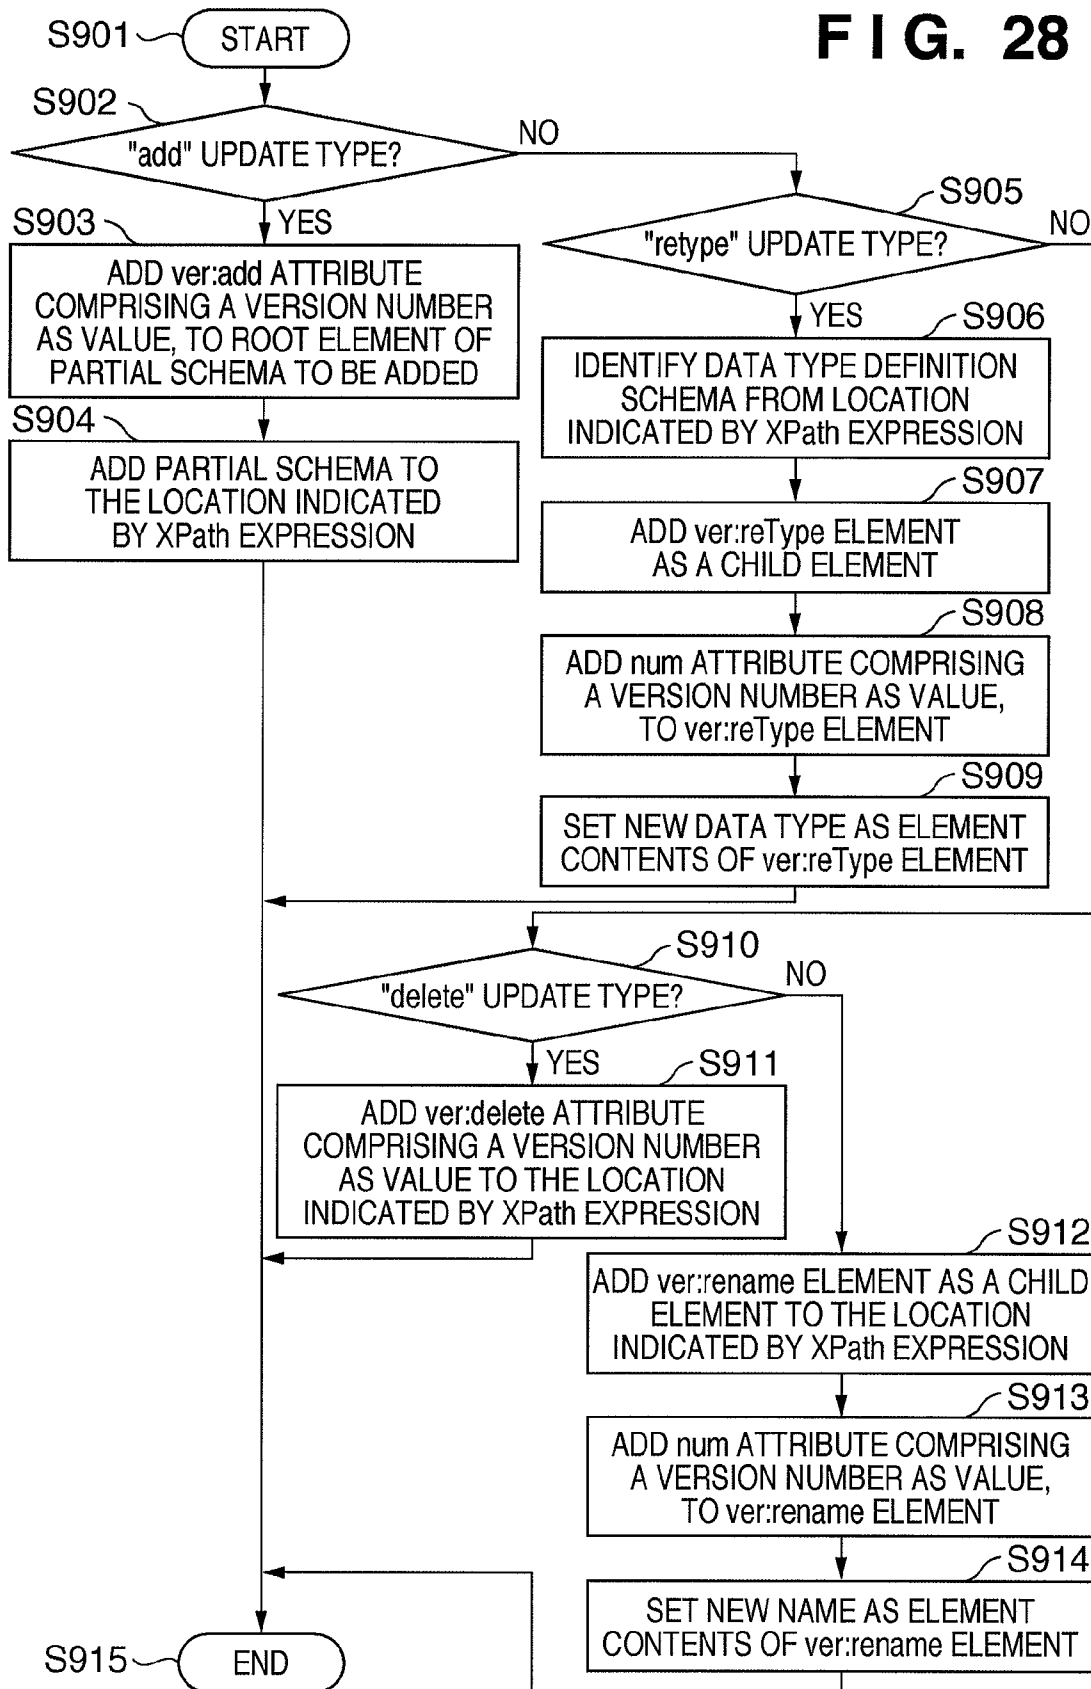 FIG. 28
S901
START
S902
"add" UPDATE TYPE?
NO
YES
S903
ADD ver:add ATTRIBUTE
COMPRISING A VERSION NUMBER
AS VALUE, TO ROOT ELEMENT OF
PARTIAL SCHEMA TO BE ADDED
S904
ADD PARTIAL SCHEMA TO
THE LOCATION INDICATED
BY XPath EXPRESSION
S905
"retype" UPDATE TYPE?
NO
YES
S906
IDENTIFY DATA TYPE DEFINITION
SCHEMA FROM LOCATION
INDICATED BY XPath EXPRESSION
S907
ADD ver:reType ELEMENT
AS A CHILD ELEMENT
S908
ADD num ATTRIBUTE COMPRISING
A VERSION NUMBER AS VALUE,
TO ver:reType ELEMENT
S909
SET NEW DATA TYPE AS ELEMENT
CONTENTS OF ver:reType ELEMENT
S910
"delete" UPDATE TYPE?
NO
YES
S911
ADD ver:delete ATTRIBUTE
COMPRISING A VERSION NUMBER
AS VALUE TO THE LOCATION
INDICATED BY XPath EXPRESSION
S912
ADD ver:rename ELEMENT AS A CHILD
ELEMENT TO THE LOCATION
INDICATED BY XPath EXPRESSION
S913
ADD num ATTRIBUTE COMPRISING
A VERSION NUMBER AS VALUE,
TO ver:rename ELEMENT
S914
SET NEW NAME AS ELEMENT
CONTENTS OF ver:rename ELEMENT
S915
END